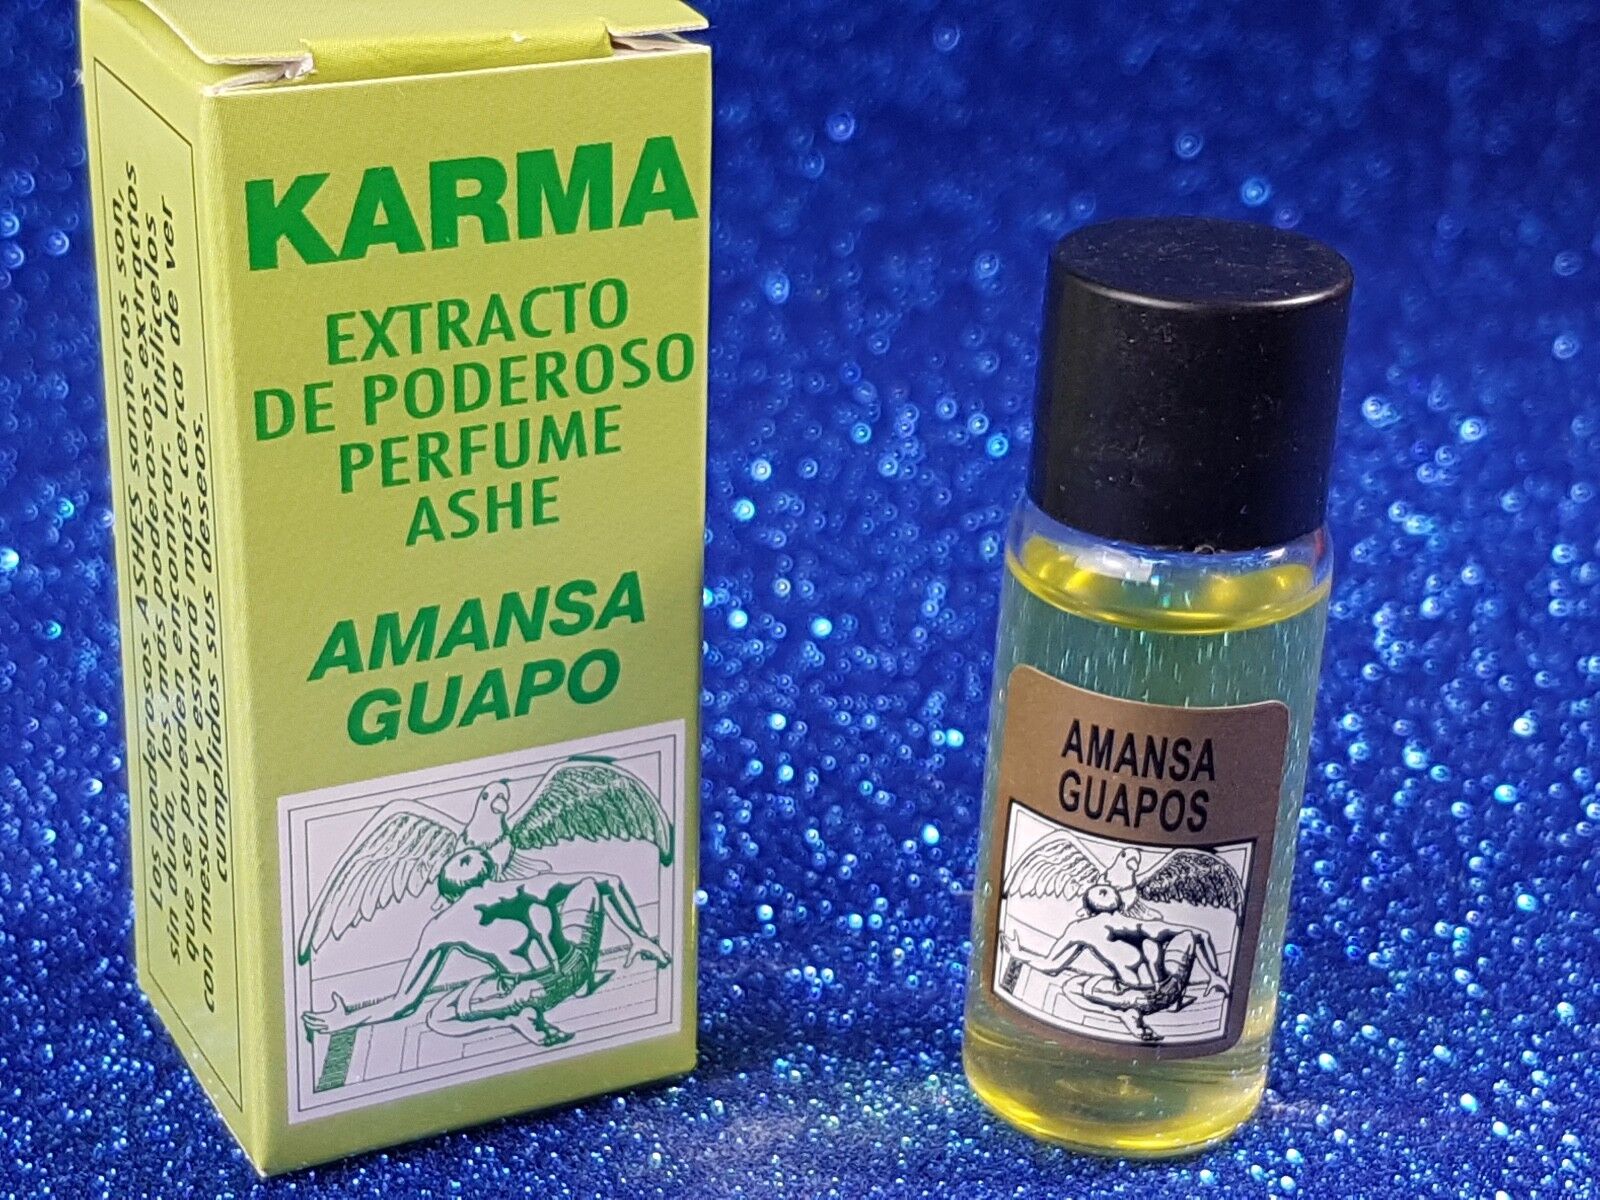 KARMA
EXTRACTO
DE PODEROSO
PERFUME
ASHE
AMANSA
GUAPO
Los poderosos ASHES santeros son,
sin duda, los más poderosos extractos
que se pueden encontrar. Unilícelos
con mesura y estará más cerca de ver
cumplidos sus deseos.
AMANSA
GUAPOS